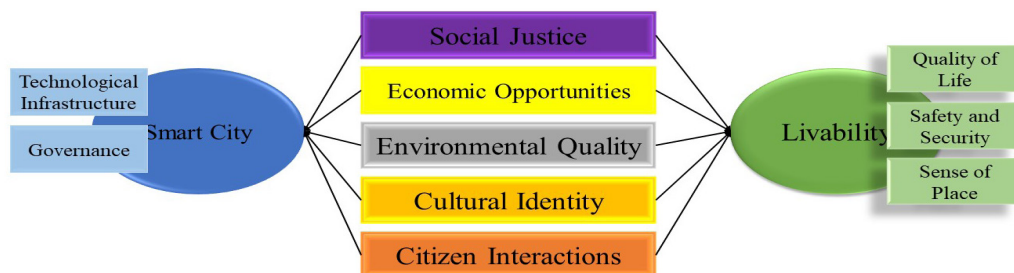 Technological
Infrastructure
Governance
Smart City
Social Justice
Economic Opportunities
Environmental Quality
Cultural Identity
Citizen Interactions
Livability
Quality of
Life
Safety and
Security
Sense of
Place